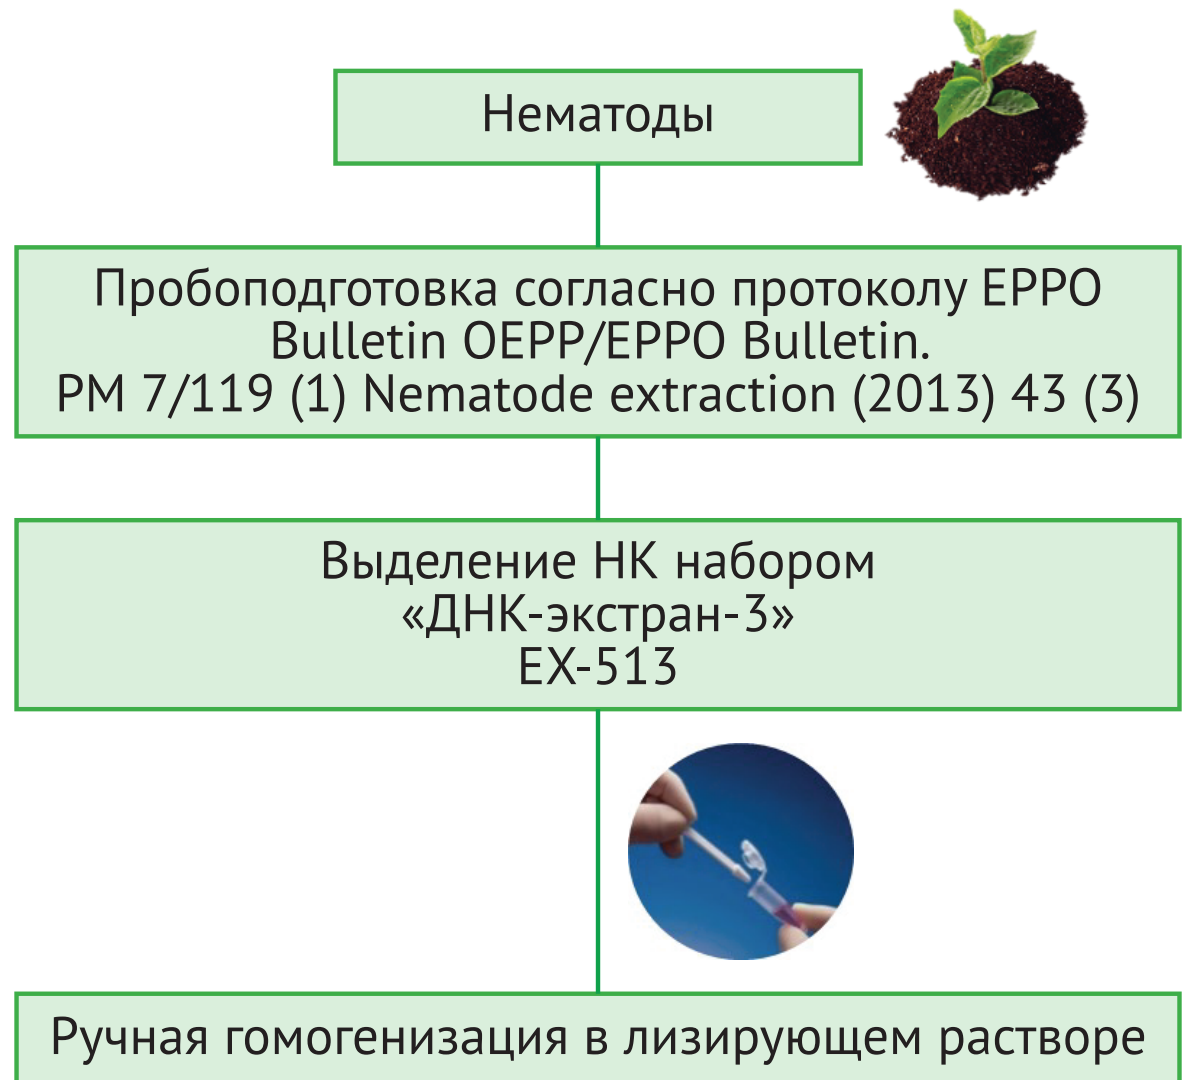 Нематоды
Пробоподготовка согласно протоколу EPPO
Bulletin OEPP/EPPO Bulletin.
PM 7/119 (1) Nematode extraction (2013) 43 (3)
Выделение НК набором
«ДНК-экстран-3»
EX-513
Ручная гомогенизация в лизирующем растворе